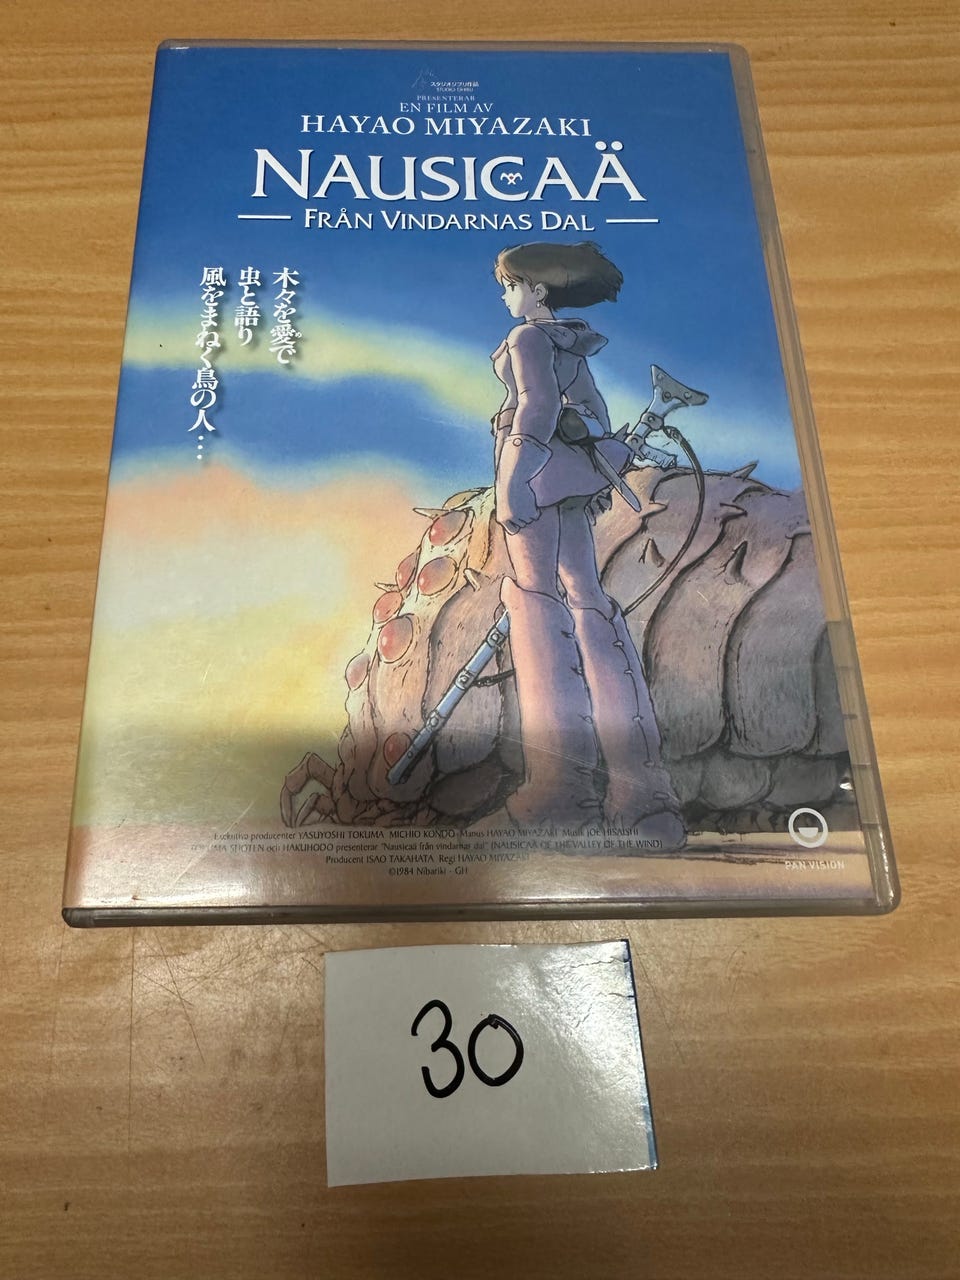 スタジオジブリ作品
STUDIO GHIBLI
PRESENTERAR
EN FILM AV
HAYAO MIYAZAKI
NAUSICAÄ
FRÅN VINDARNAS DAL
木々を愛で
め
虫と語り
風をまねく鳥の人…
Exekutiva producenter YASUYOSHI TOKUMA MICHIO KONDO Manus HAYAO MIYAZAKI Musik JOE HISAISHI
TOKUMA SHOTEN och HAKUHODO presenterar "Nausicaä från vindarnas dal" (NAUSICAÄ OF THE VALLEY OF THE WIND)
Producent ISAO TAKAHATA Regi HAYAO MIYAZAKI
©1984 Nibariki - GH
PAN VISION
30